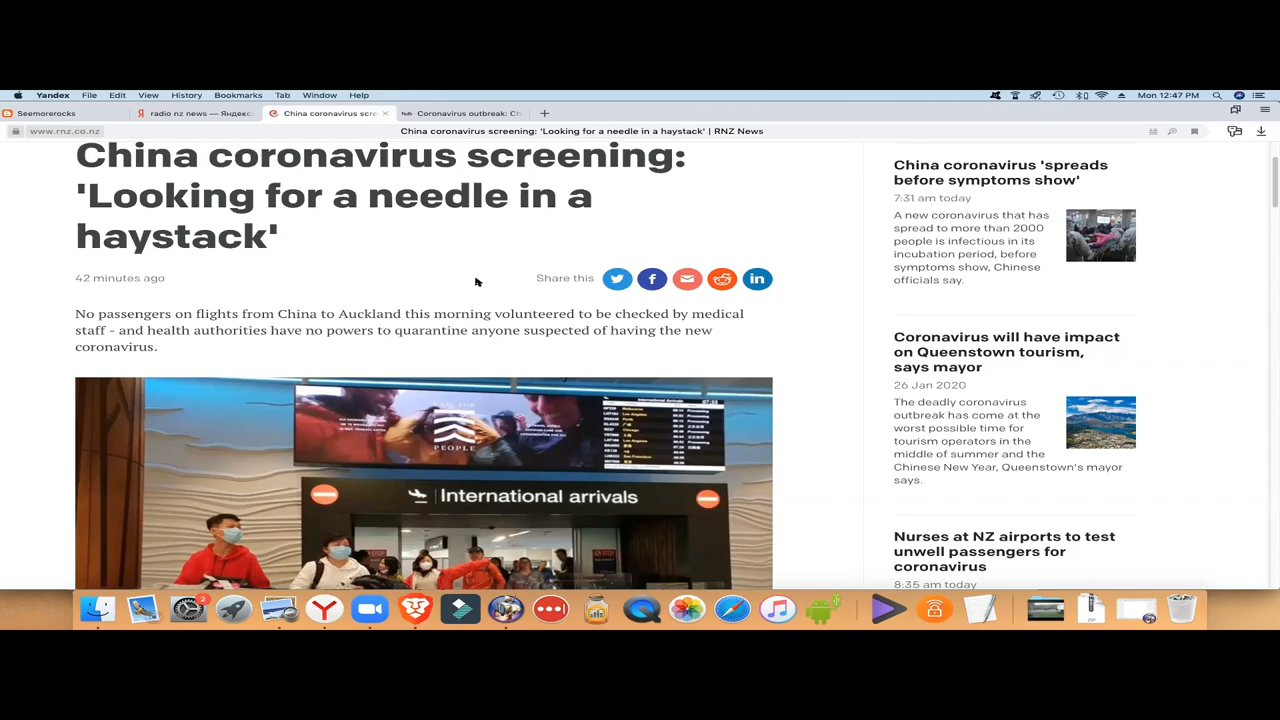 Yandex File Edit View History Bookmarks Tab Window Help Mon 12:47 PM
Seemorerocks radio nz news — Яндекс China coronavirus scre Coronavirus outbreak: Ch
www.rnz.co.nz China coronavirus screening: 'Looking for a needle in a haystack' | RNZ News
China coronavirus screening:
'Looking for a needle in a
haystack'
42 minutes ago Share this
No passengers on flights from China to Auckland this morning volunteered to be checked by medical
staff - and health authorities have no powers to quarantine anyone suspected of having the new
coronavirus.
PEOPLE
International Arrivals
International arrivals
China coronavirus 'spreads
before symptoms show'
7:31 am today
A new coronavirus that has
spread to more than 2000
people is infectious in its
incubation period, before
symptoms show, Chinese
officials say.
Coronavirus will have impact
on Queenstown tourism,
says mayor
26 Jan 2020
The deadly coronavirus
outbreak has come at the
worst possible time for
tourism operators in the
middle of summer and the
Chinese New Year, Queenstown's mayor
says.
Nurses at NZ airports to test
unwell passengers for
coronavirus
8:35 am today
2
ZIP